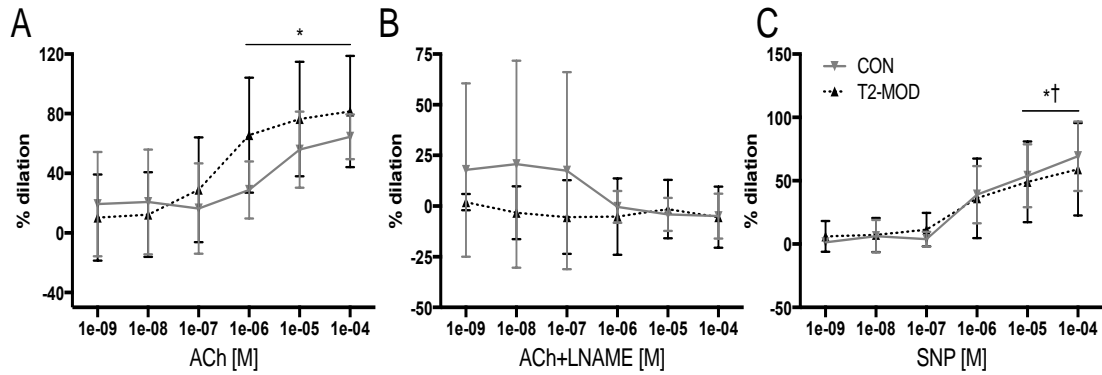 A
% dilation
120
80
40
0
-40
*
1e-09 1e-08 1e-07 1e-06 1e-05 1e-04
ACh [M]
B
% dilation
75
50
25
0
-25
-50
1e-09 1e-08 1e-07 1e-06 1e-05 1e-04
ACh+LNAME [M]
C
% dilation
150
100
50
0
-50
CON
T2-MOD
*†
1e-09 1e-08 1e-07 1e-06 1e-05 1e-04
SNP [M]